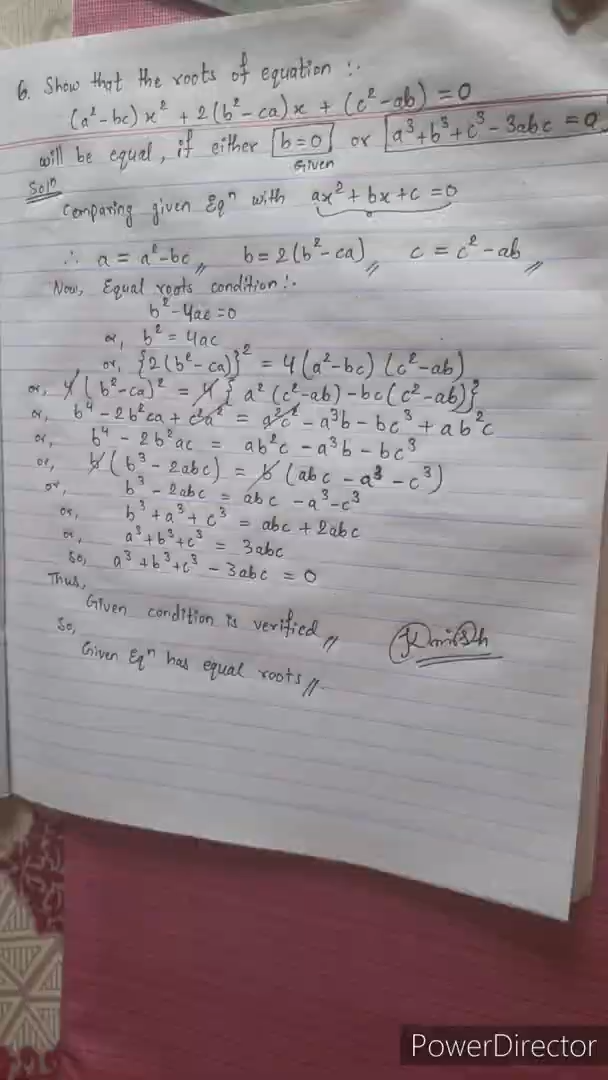 6. Show that the roots of equation :-
(a²-bc) x² + 2(b²-ca)x + (c²-ab) = 0
will be equal, if either b=0 or a³+b³+c³-3abc = 0
Given
Solⁿ
Comparing given Eqⁿ with ax²+bx+c =0
∴ a = a²-bc,, b=2(b²-ca),, c = c²-ab,,
Now, Equal roots condition:-
b²-4ac=0
or, b² = 4ac
or, {2(b²-ca)}² = 4(a²-bc) (c²-ab)
or, 4(b²-ca)² = 4{a²(c²-ab)-bc(c²-ab)}
or, b⁴-2b²ca + c²a² = a²c² - a³b - bc³ + ab²c
or, b⁴ - 2b²ac = ab²c - a³b - bc³
or, b(b³-2abc) = b(abc - a³ - c³)
or, b³ - 2abc = abc - a³-c³
or, b³+a³+c³ = abc + 2abc
or, a³+b³+c³ = 3abc
So, a³+b³+c³ - 3abc = 0
Thus,
Given condition is verified,,
So,
Given Eqⁿ has equal roots,,
PowerDirector